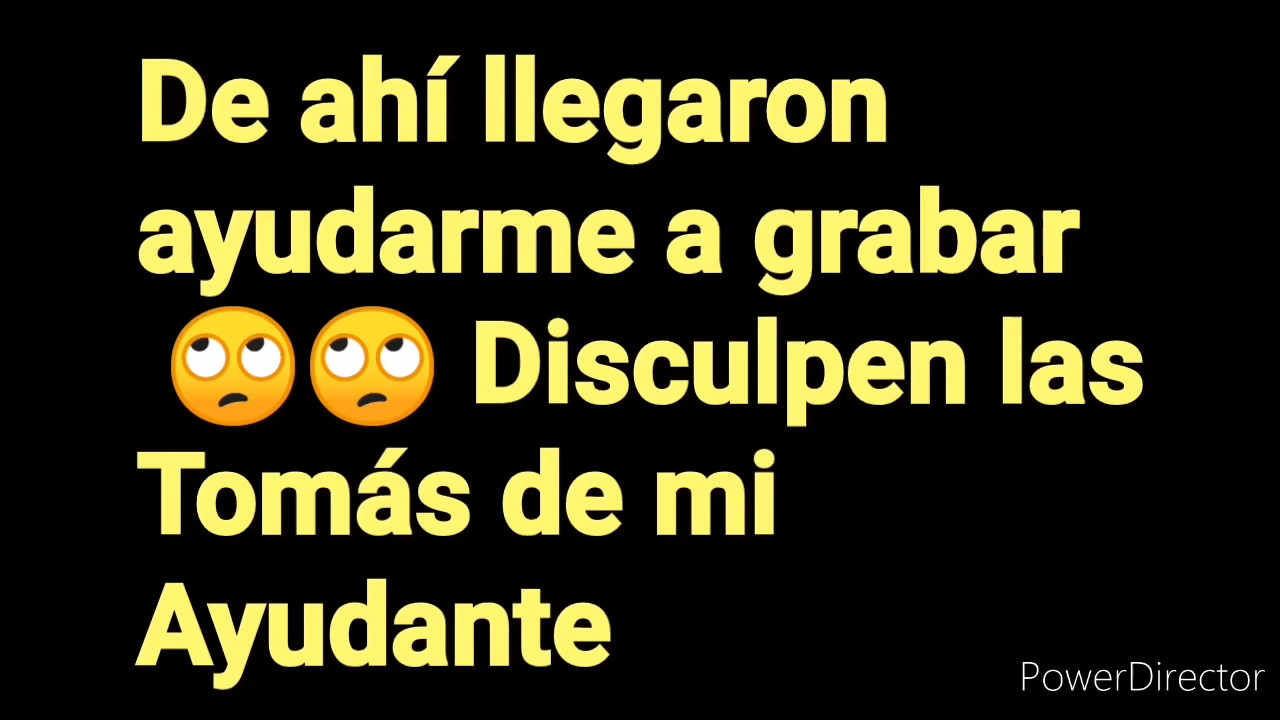 De ahí llegaron
ayudarme a grabar
🙄🙄 Disculpen las
Tomás de mi
Ayudante
PowerDirector